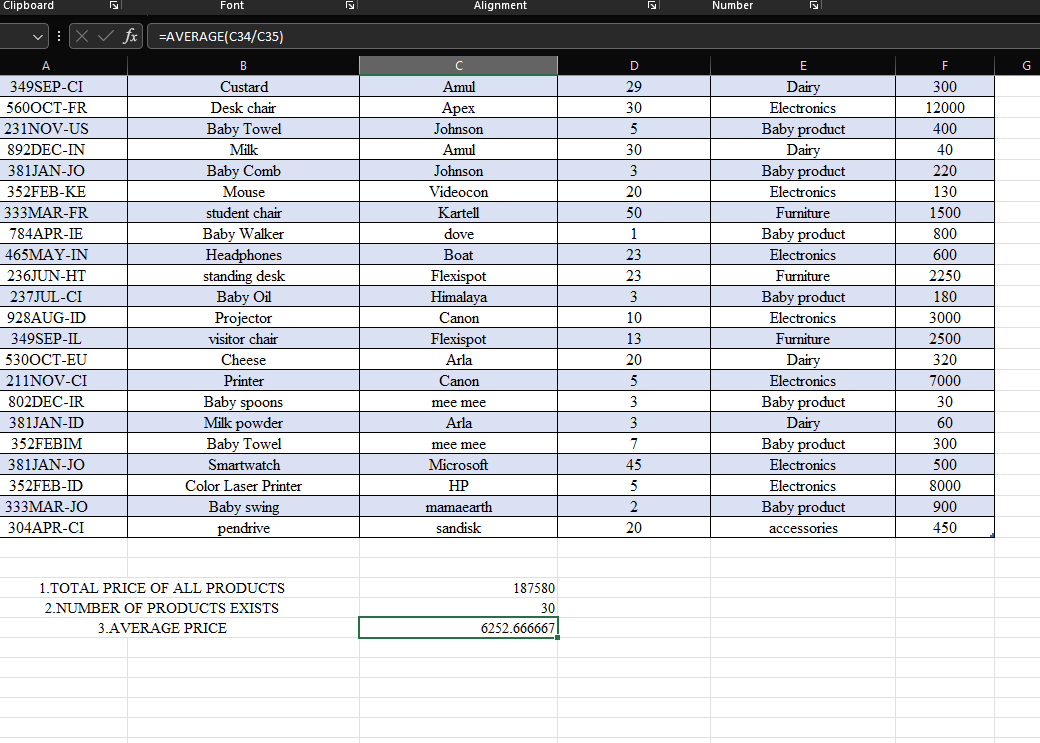 Clipboard Font Alignment Number
fx =AVERAGE(C34/C35)
A B C D E F G
349SEP-CI Custard Amul 29 Dairy 300
560OCT-FR Desk chair Apex 30 Electronics 12000
231NOV-US Baby Towel Johnson 5 Baby product 400
892DEC-IN Milk Amul 30 Dairy 40
381JAN-JO Baby Comb Johnson 3 Baby product 220
352FEB-KE Mouse Videocon 20 Electronics 130
333MAR-FR student chair Kartell 50 Furniture 1500
784APR-IE Baby Walker dove 1 Baby product 800
465MAY-IN Headphones Boat 23 Electronics 600
236JUN-HT standing desk Flexispot 23 Furniture 2250
237JUL-CI Baby Oil Himalaya 3 Baby product 180
928AUG-ID Projector Canon 10 Electronics 3000
349SEP-IL visitor chair Flexispot 13 Furniture 2500
530OCT-EU Cheese Arla 20 Dairy 320
211NOV-CI Printer Canon 5 Electronics 7000
802DEC-IR Baby spoons mee mee 3 Baby product 30
381JAN-ID Milk powder Arla 3 Dairy 60
352FEBIM Baby Towel mee mee 7 Baby product 300
381JAN-JO Smartwatch Microsoft 45 Electronics 500
352FEB-ID Color Laser Printer HP 5 Electronics 8000
333MAR-JO Baby swing mamaearth 2 Baby product 900
304APR-CI pendrive sandisk 20 accessories 450
1.TOTAL PRICE OF ALL PRODUCTS 187580
2.NUMBER OF PRODUCTS EXISTS 30
3.AVERAGE PRICE 6252.666667